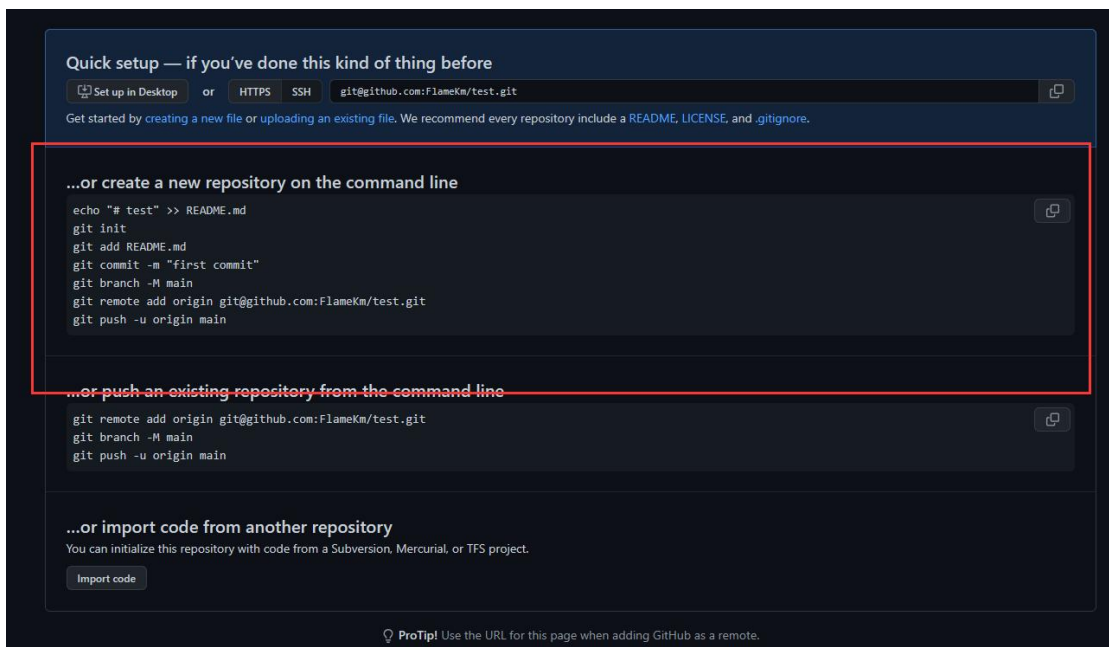 Quick setup — if you've done this kind of thing before
Set up in Desktop or HTTPS SSH git@github.com:FlameKm/test.git
Get started by creating a new file or uploading an existing file. We recommend every repository include a README, LICENSE, and .gitignore.
...or create a new repository on the command line
echo "# test" >> README.md
git init
git add README.md
git commit -m "first commit"
git branch -M main
git remote add origin git@github.com:FlameKm/test.git
git push -u origin main
...or push an existing repository from the command line
git remote add origin git@github.com:FlameKm/test.git
git branch -M main
git push -u origin main
...or import code from another repository
You can initialize this repository with code from a Subversion, Mercurial, or TFS project.
Import code
ProTip! Use the URL for this page when adding GitHub as a remote.